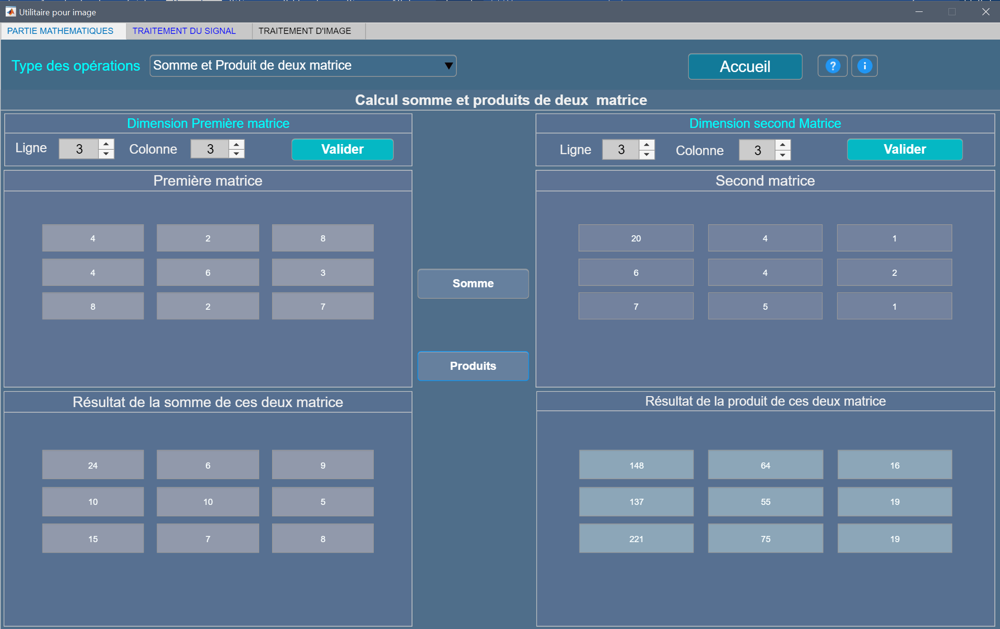 Utilitaire pour image
PARTIE MATHEMATIQUES TRAITEMENT DU SIGNAL TRAITEMENT D'IMAGE
Type des opérations Somme et Produit de deux matrice Accueil ? i
Calcul somme et produits de deux matrice
Dimension Première matrice
Ligne 3 Colonne 3 Valider
Dimension second Matrice
Ligne 3 Colonne 3 Valider
Première matrice
4 2 8
4 6 3
8 2 7
Somme
Produits
Second matrice
20 4 1
6 4 2
7 5 1
Résultat de la somme de ces deux matrice
24 6 9
10 10 5
15 7 8
Résultat de la produit de ces deux matrice
148 64 16
137 55 19
221 75 19